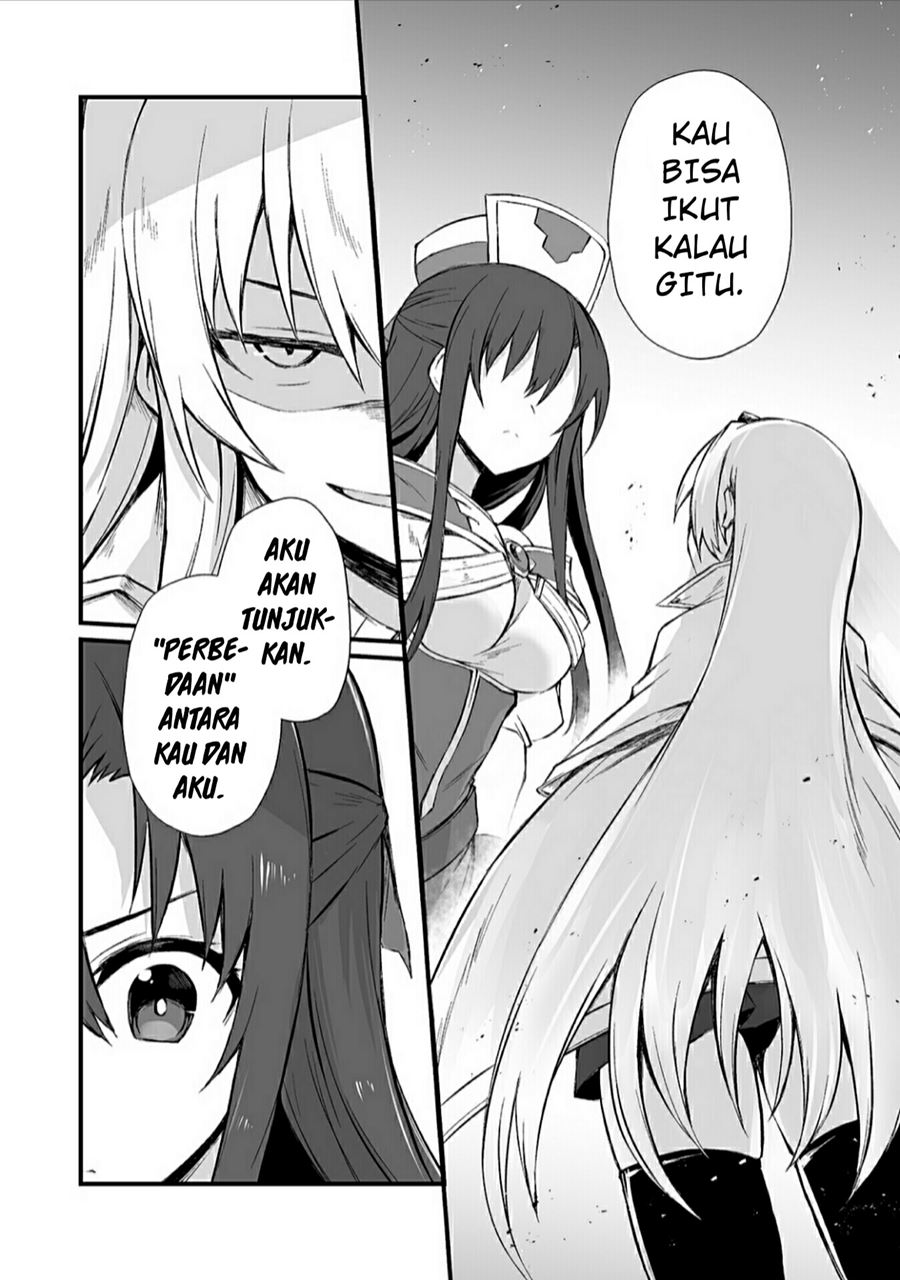 KAU
BISA
IKUT
KALAU
GITU.
AKU
AKAN
TUNJUK-
KAN.
"PERBE-
DAAN"
ANTARA
KAU DAN
AKU.